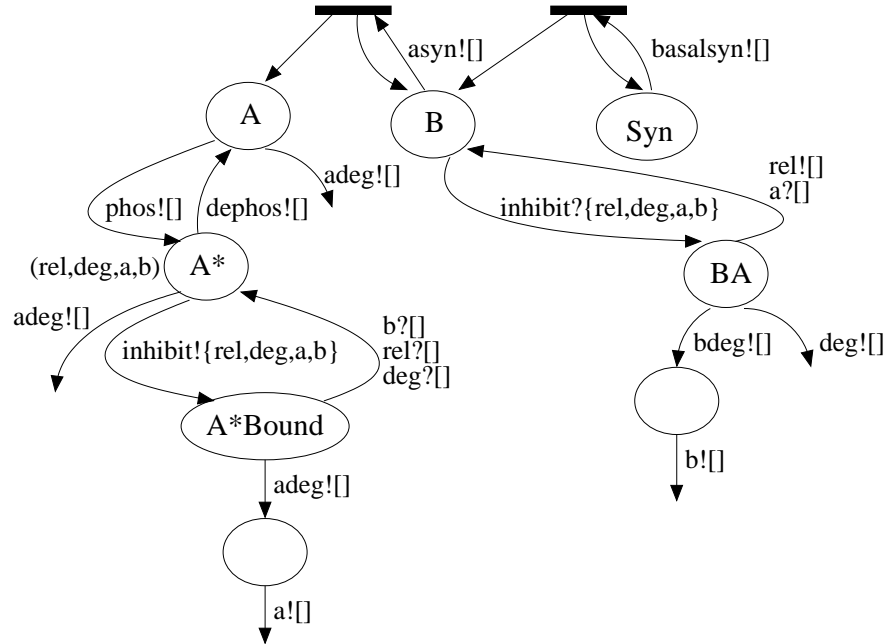 asyn![]
basalsyn![]
A
B
Syn
adeg![]
rel![]
a?[]
phos![]
dephos![]
inhibit?{rel,deg,a,b}
(rel,deg,a,b)
A*
BA
adeg![]
inhibit!{rel,deg,a,b}
b?[]
rel?[]
deg?[]
bdeg![]
deg![]
A*Bound
b![]
adeg![]
a![]